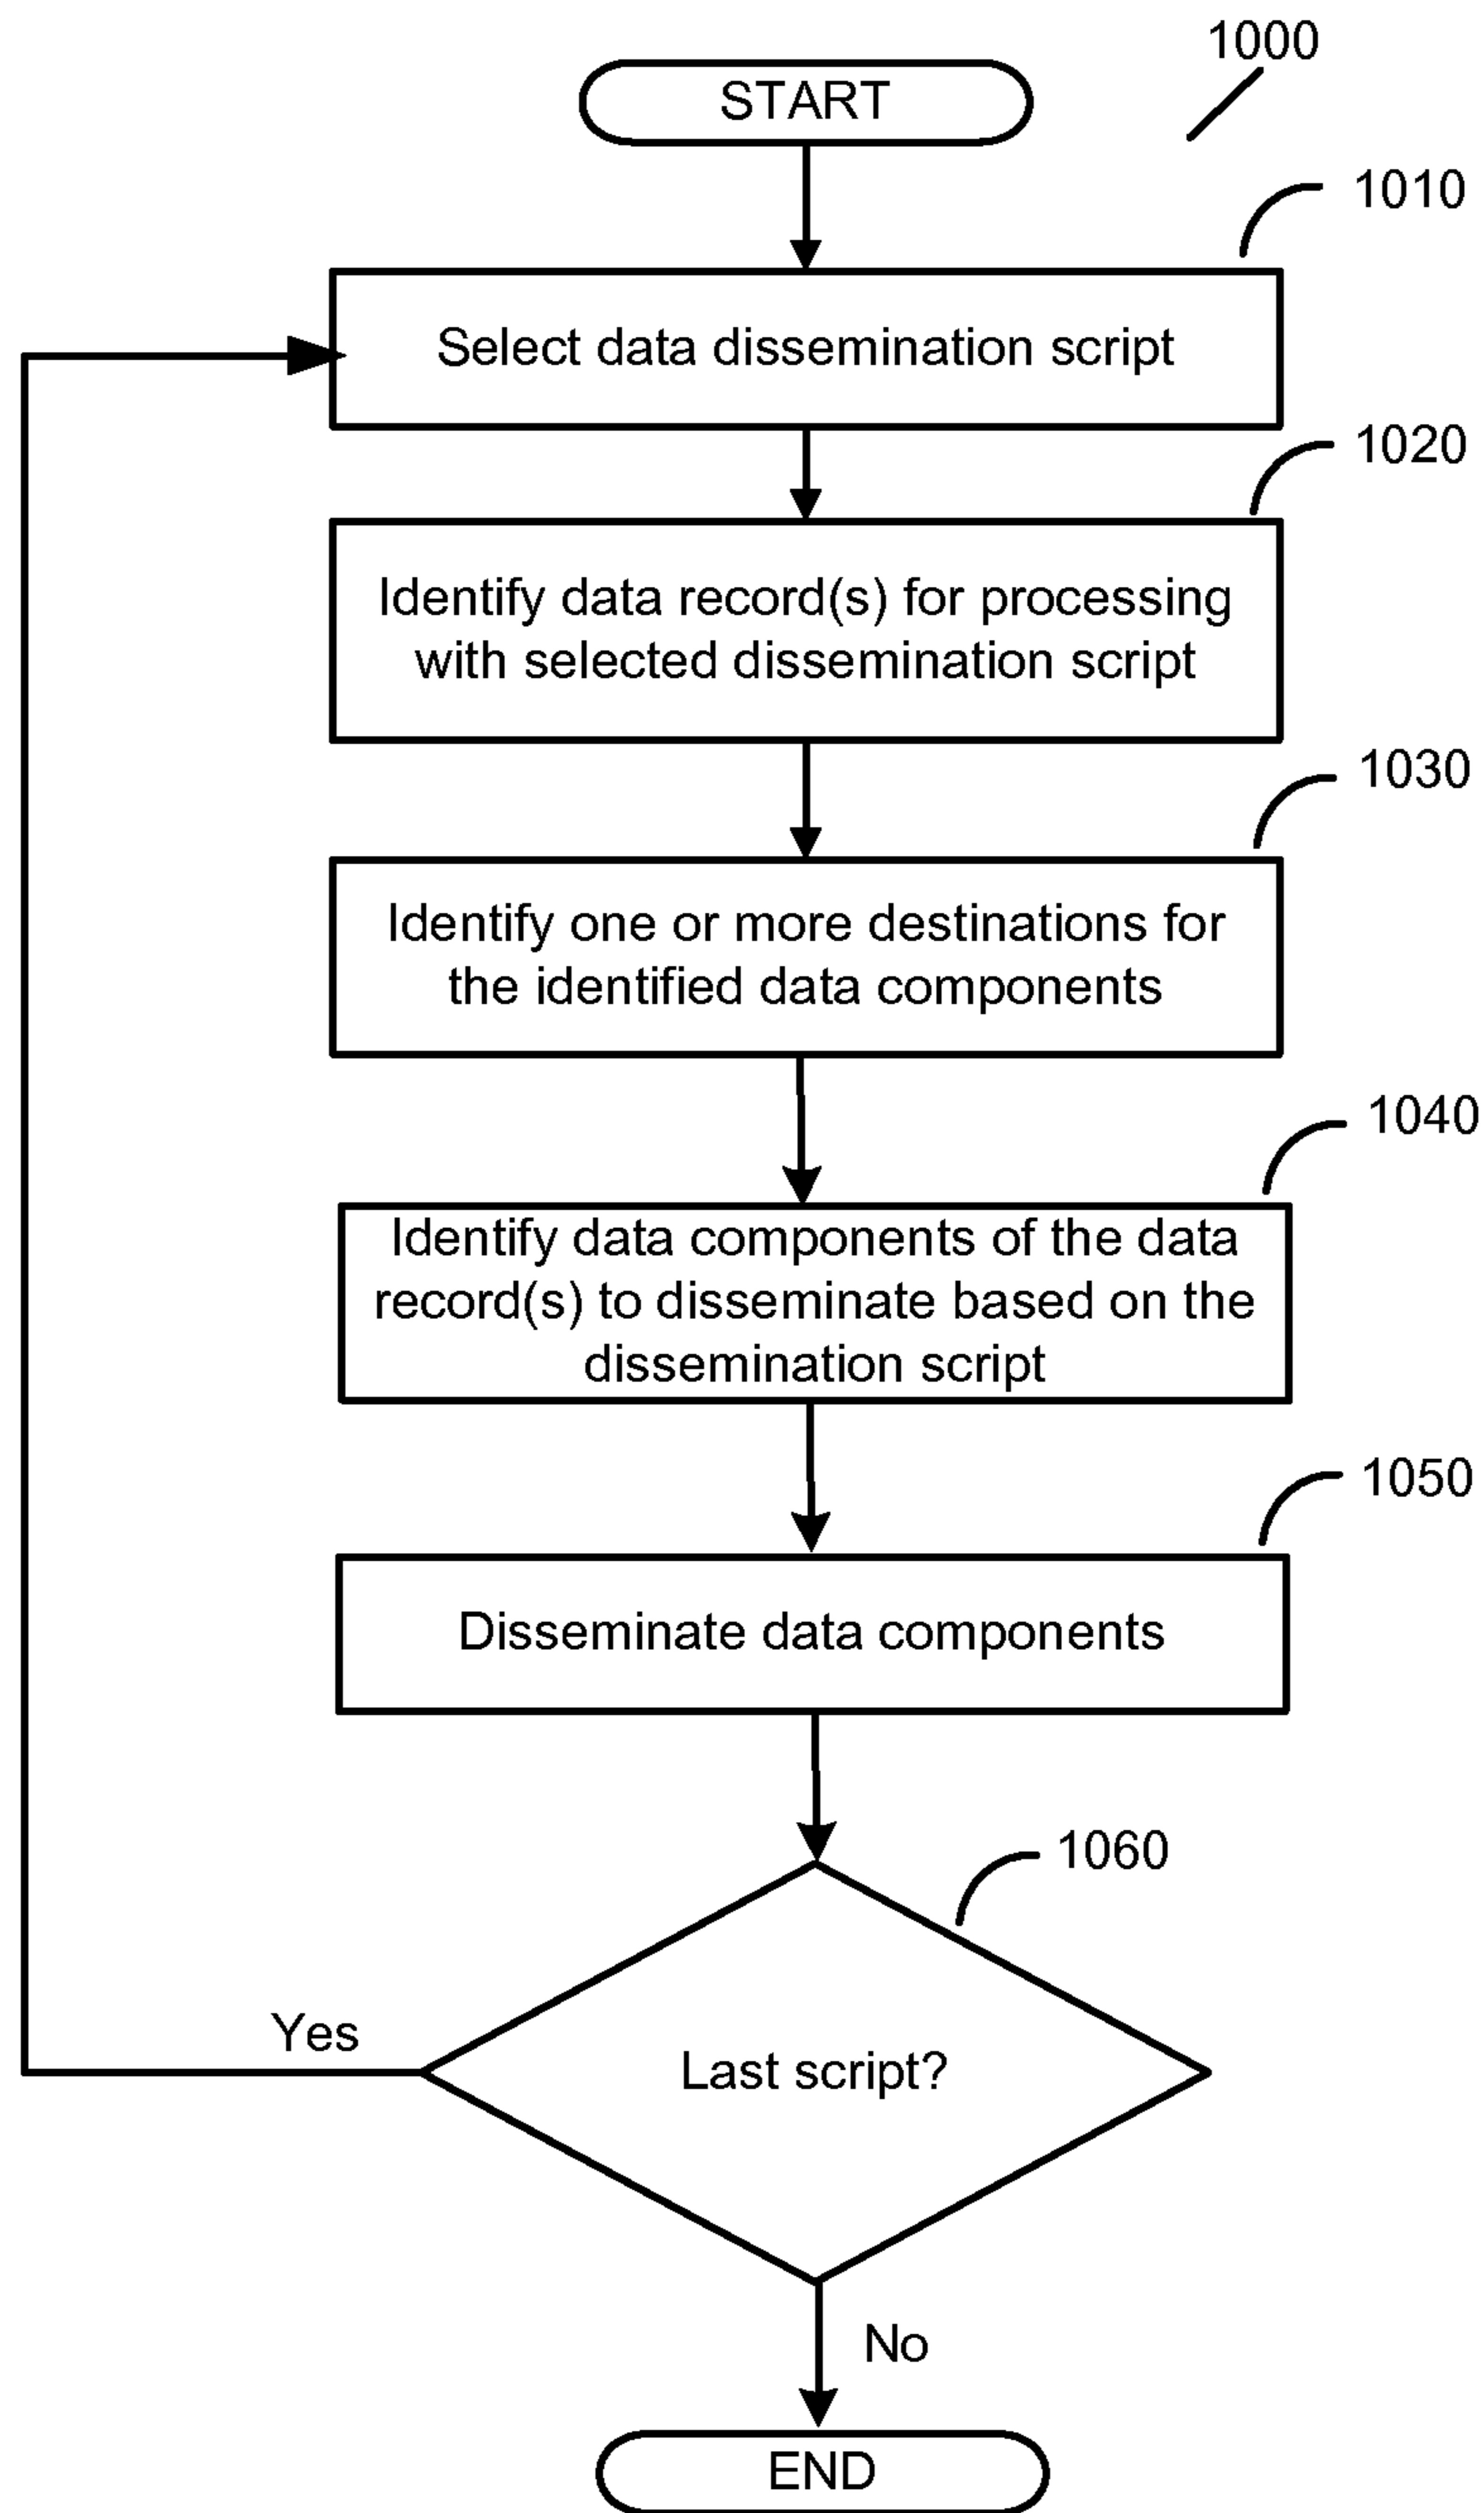 1000
START
1010
Select data dissemination script
1020
Identify data record(s) for processing
with selected dissemination script
1030
Identify one or more destinations for
the identified data components
1040
Identify data components of the data
record(s) to disseminate based on the
dissemination script
1050
Disseminate data components
1060
Yes
Last script?
No
END